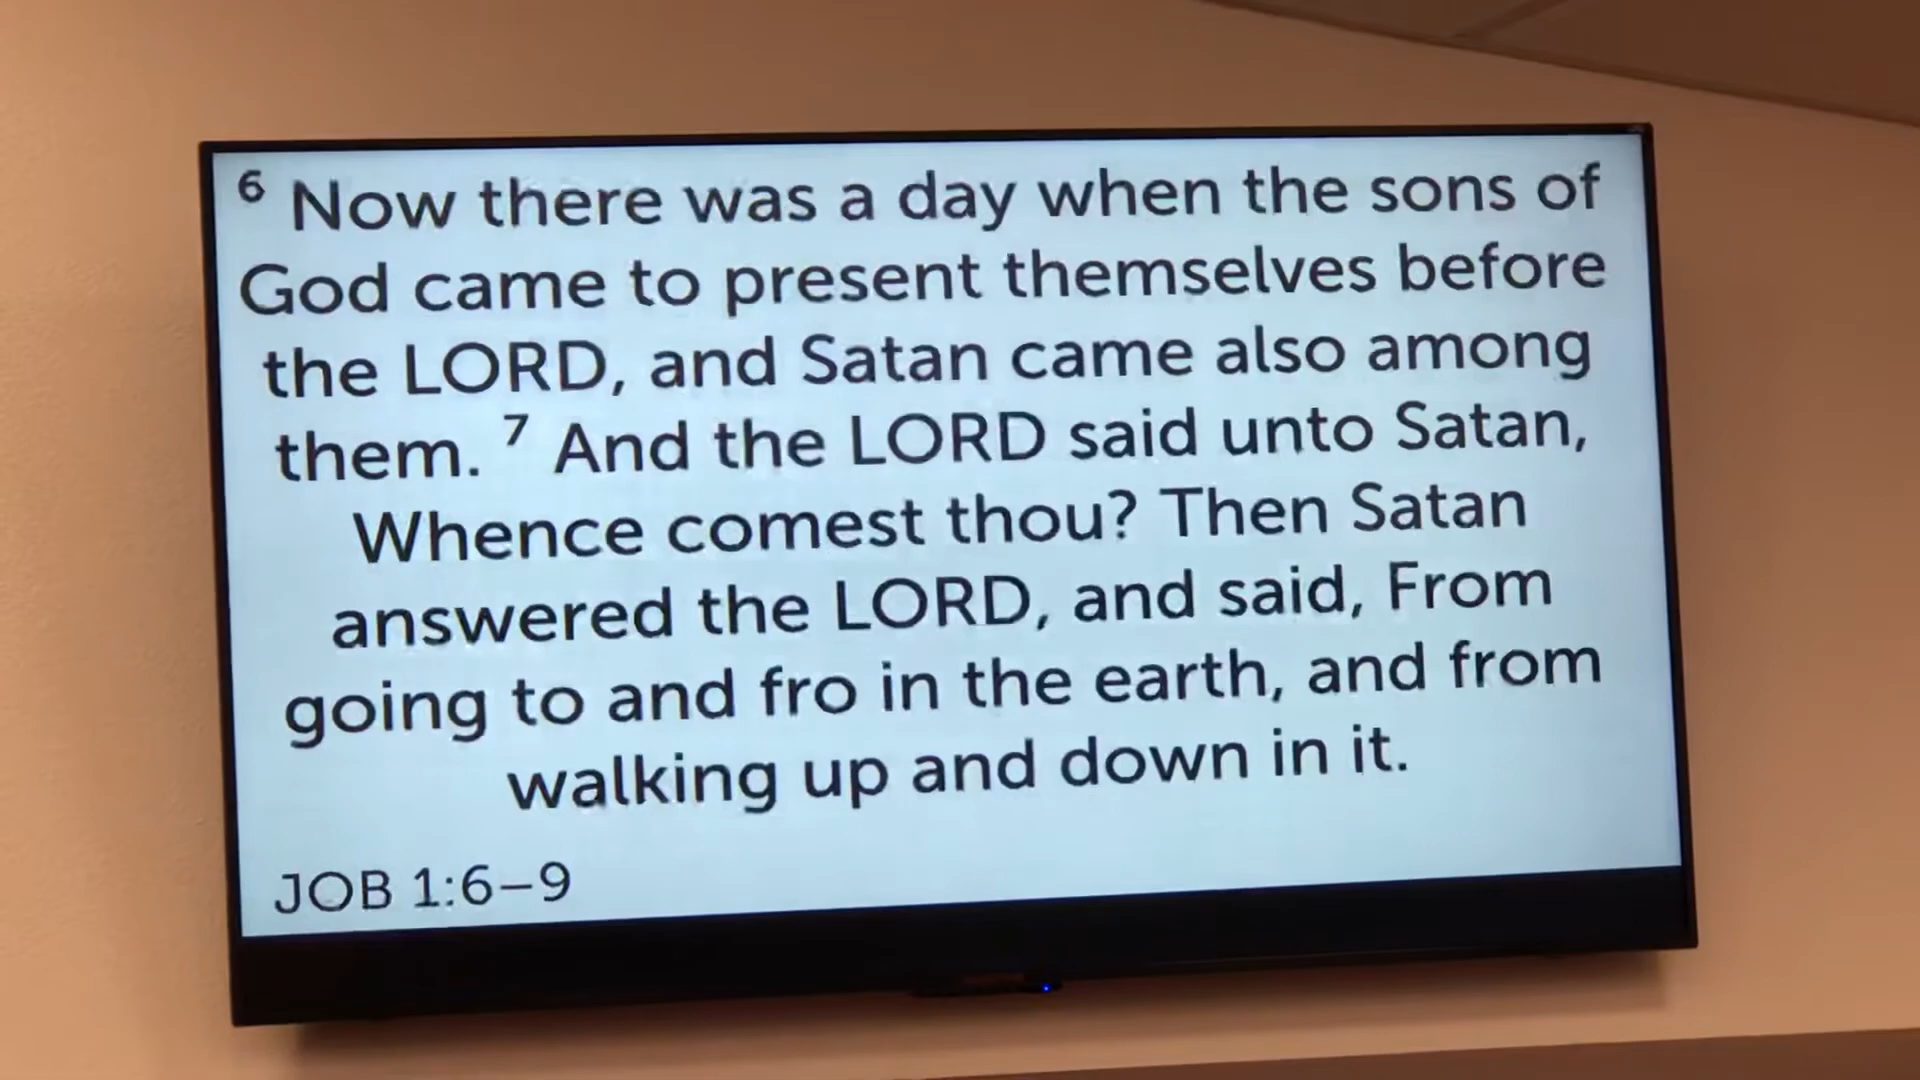 6 Now there was a day when the sons of
God came to present themselves before
the LORD, and Satan came also among
them. 7 And the LORD said unto Satan,
Whence comest thou? Then Satan
answered the LORD, and said, From
going to and fro in the earth, and from
walking up and down in it.
JOB 1:6–9